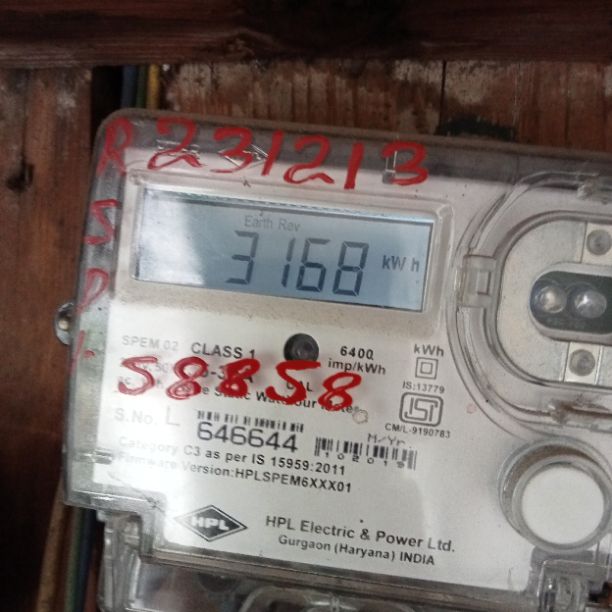 R231213
S
D
Earth Rev
3168 kWh
SPEM 02 CLASS 1 6400 imp/kWh kWh
58858
IS:13779
CM/L-9190783
S.No. L 646644
M/Yr.
102019
Category C3 as per IS 15959:2011
Firmware Version:HPLSPEM6XXX01
HPL
HPL Electric & Power Ltd.
Gurgaon (Haryana) INDIA